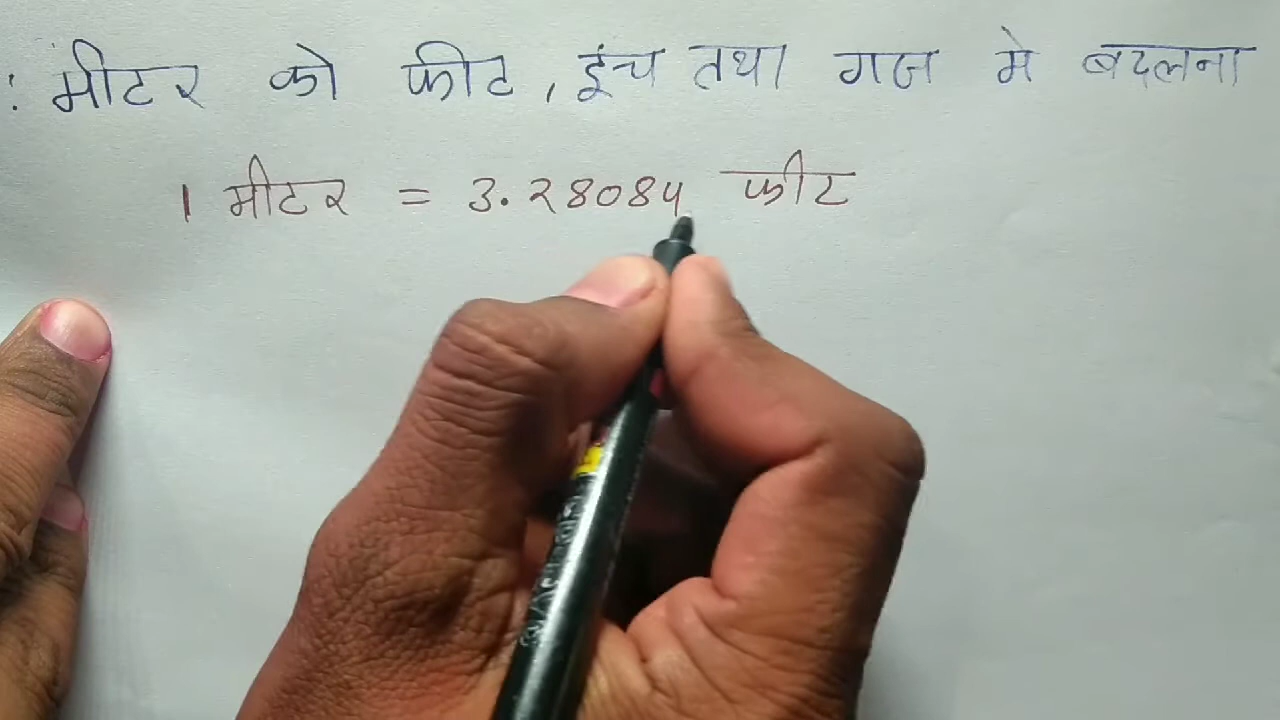 : मीटर को फीट, इंच तथा गज मे बदलना
1 मीटर = 3.28084 फीट